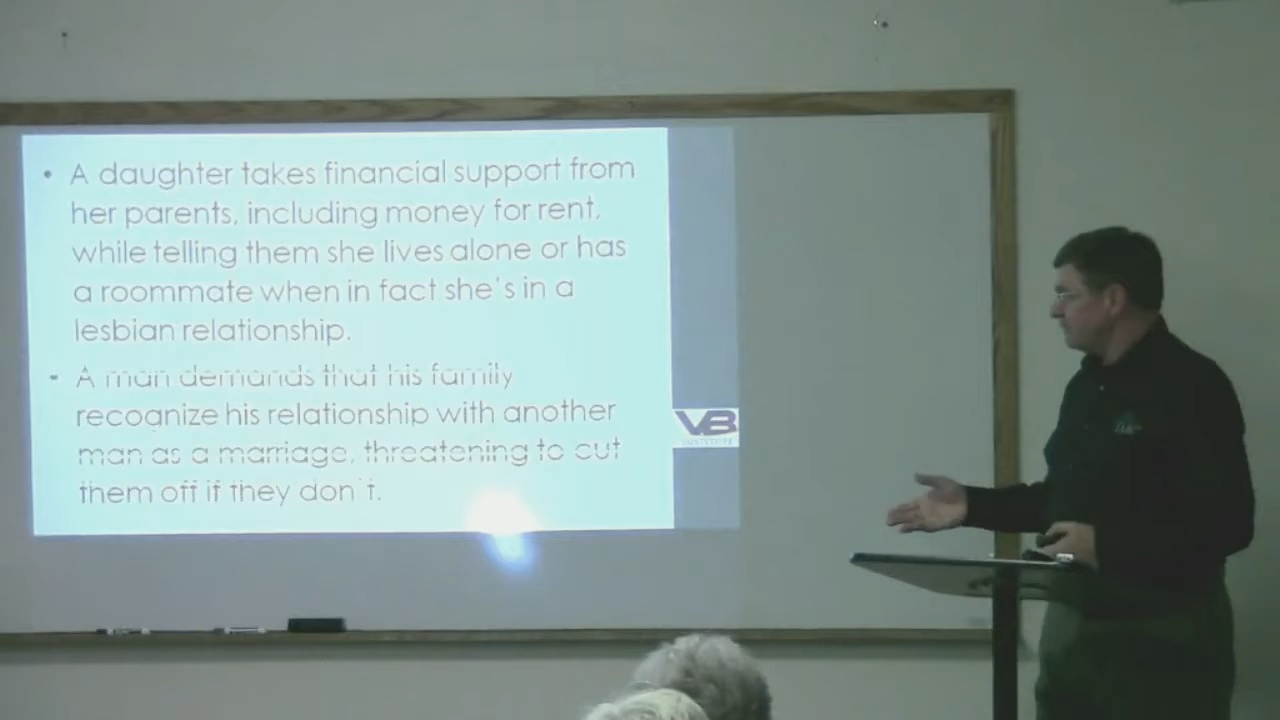 • A daughter takes financial support from
her parents, including money for rent,
while telling them she lives alone or has
a roommate when in fact she's in a
lesbian relationship.
• A man demands that his family
recognize his relationship with another
man as a marriage, threatening to cut
them off if they don't.
VB
INSTITUTE